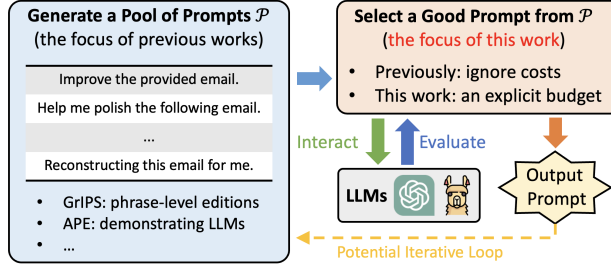 Generate a Pool of Prompts 𝒫
(the focus of previous works)
Improve the provided email.
Help me polish the following email.
...
Reconstructing this email for me.
• GrIPS: phrase-level editions
• APE: demonstrating LLMs
• ...
Select a Good Prompt from 𝒫
(the focus of this work)
• Previously: ignore costs
• This work: an explicit budget
Interact
Evaluate
LLMs
Output
Prompt
Potential Iterative Loop